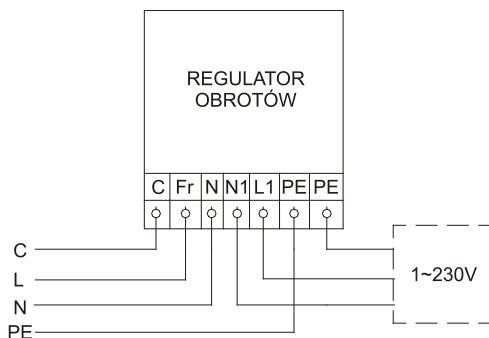 REGULATOR
OBROTÓW
C Fr N N1 L1 PE PE
C
L
N
PE
1~230V